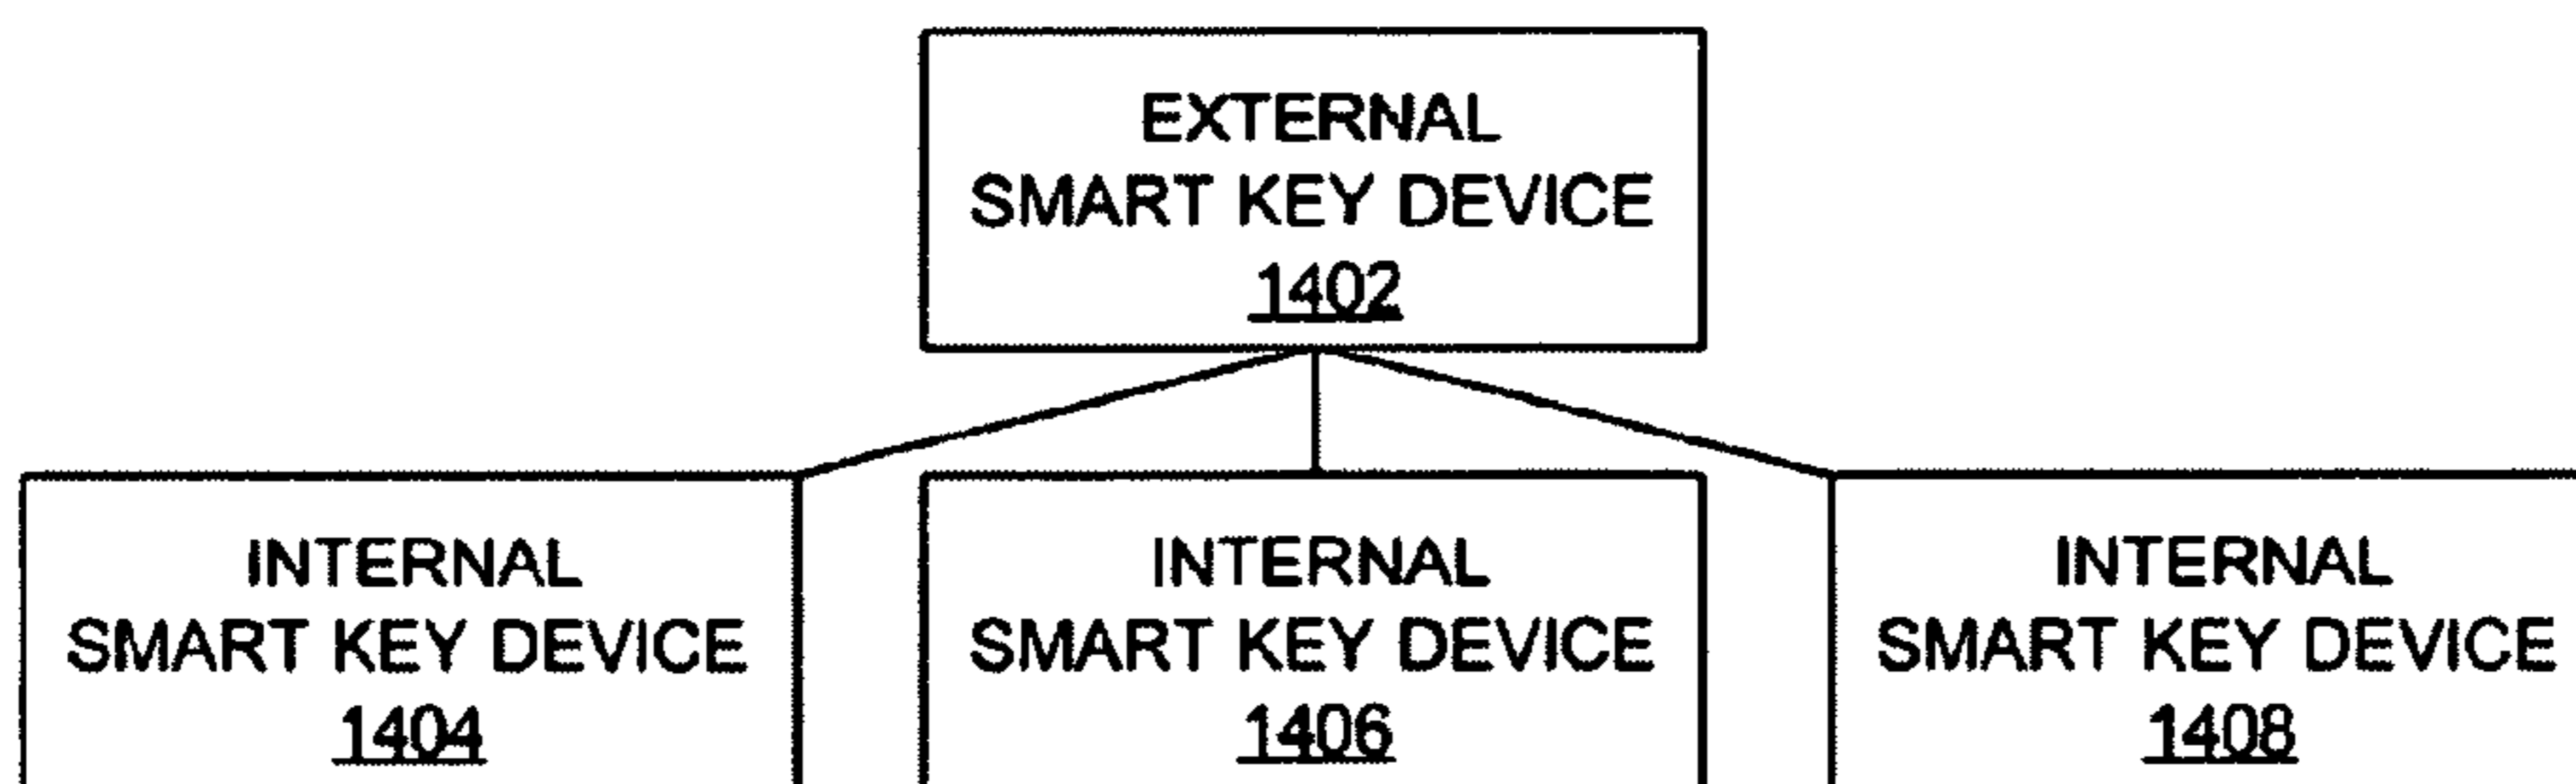 EXTERNAL
SMART KEY DEVICE
1402
INTERNAL
SMART KEY DEVICE
1404
INTERNAL
SMART KEY DEVICE
1406
INTERNAL
SMART KEY DEVICE
1408